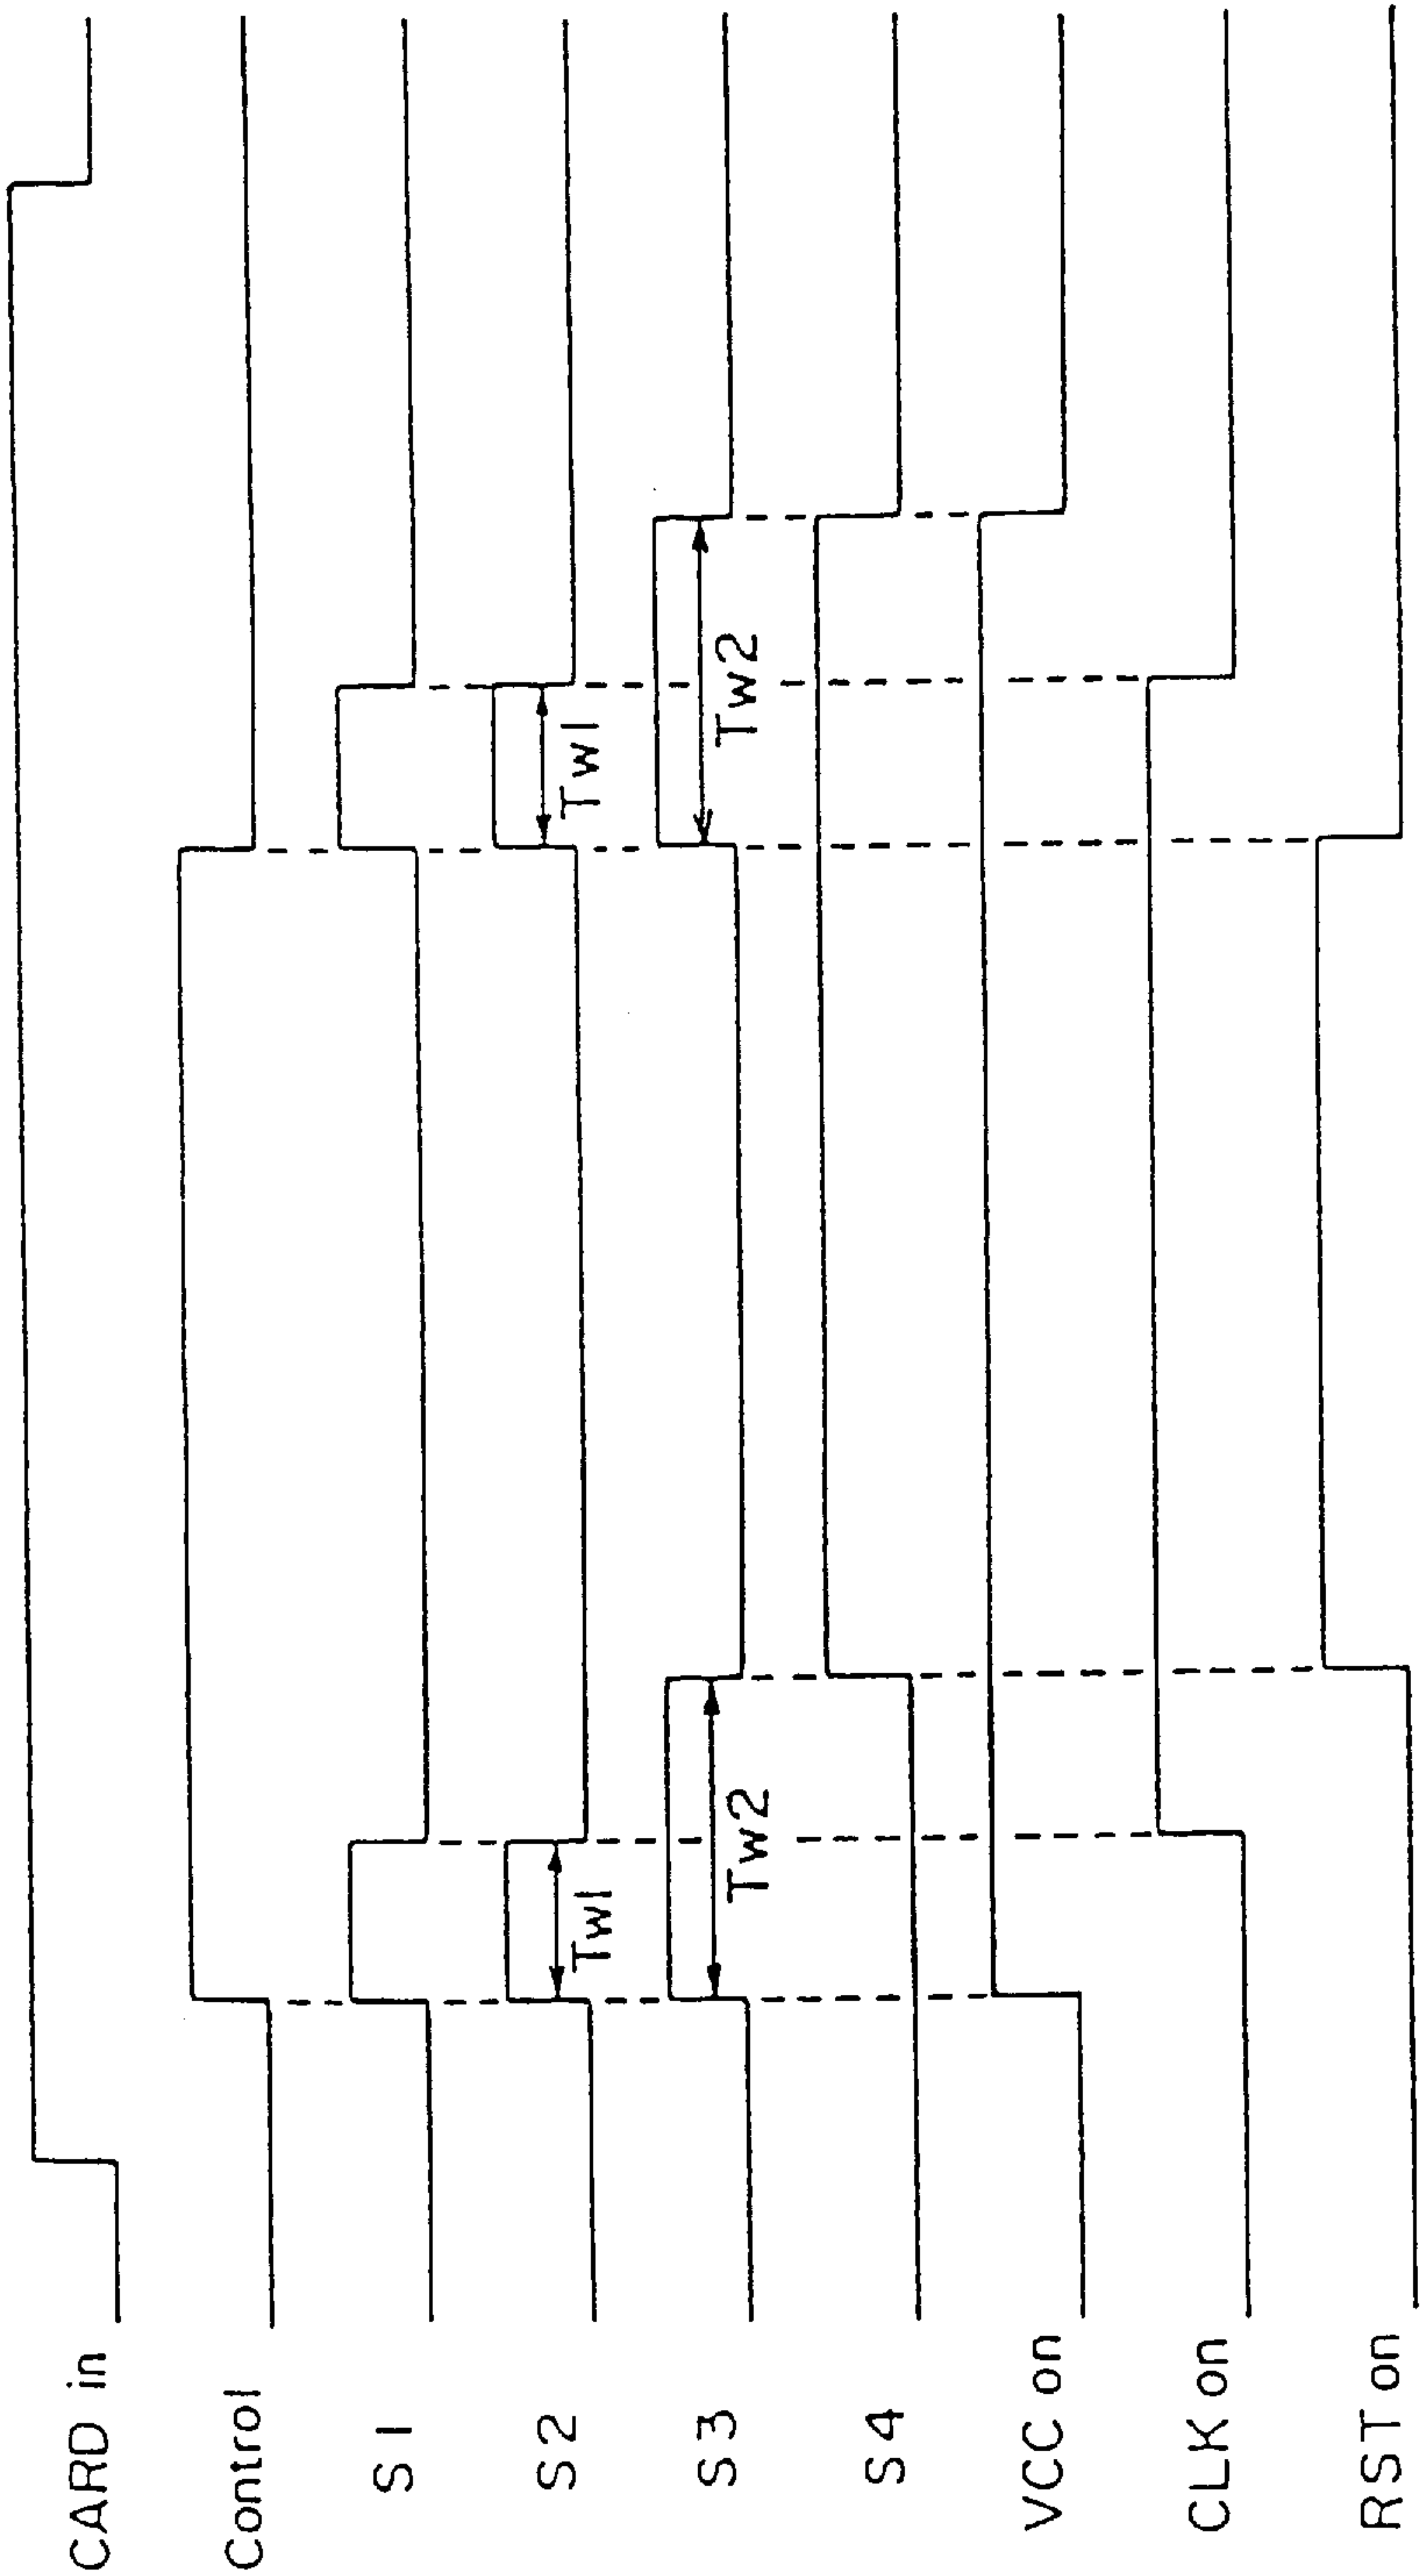 CARD in
Control
S1
S2
Tw1
Tw1
S3
Tw2
Tw2
S4
VCC on
CLK on
RST on